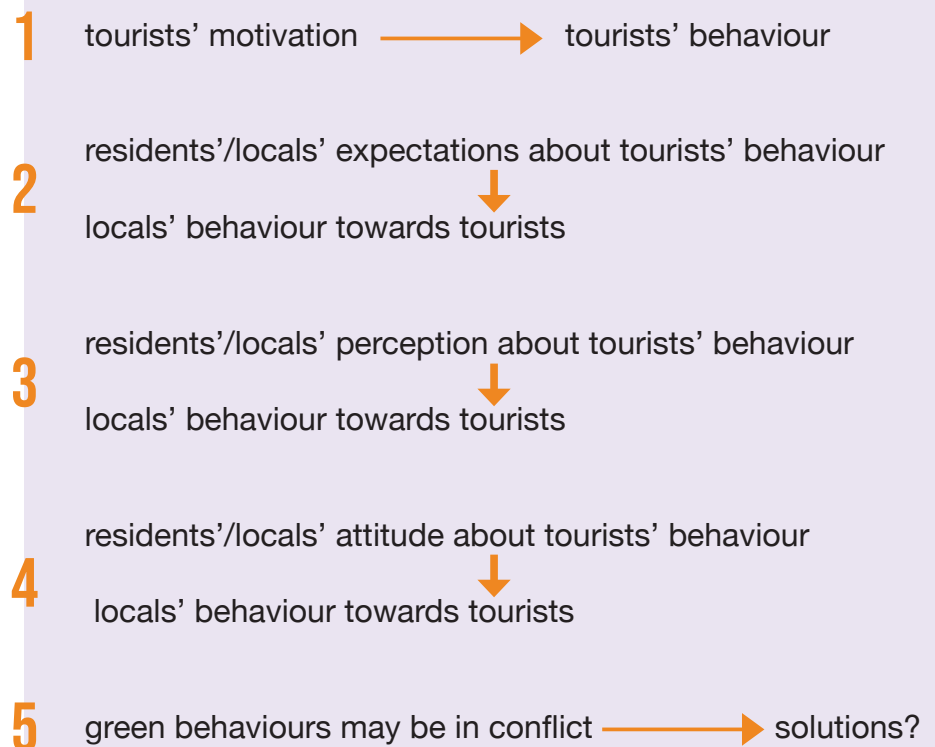 1 tourists’ motivation tourists’ behaviour
residents’/locals’ expectations about tourists’ behaviour
2
locals’ behaviour towards tourists
residents’/locals’ perception about tourists’ behaviour
3
locals’ behaviour towards tourists
residents’/locals’ attitude about tourists’ behaviour
4
locals’ behaviour towards tourists
5 green behaviours may be in conflict solutions?